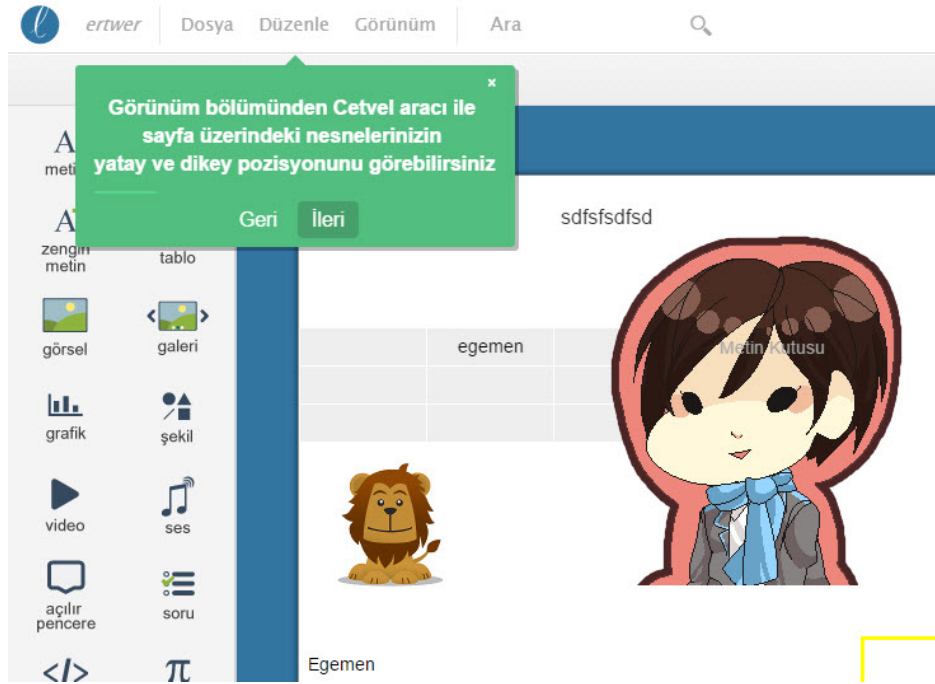 ertwer Dosya Düzenle Görünüm Ara
×
Görünüm bölümünden Cetvel aracı ile
sayfa üzerindeki nesnelerinizin
yatay ve dikey pozisyonunu görebilirsiniz
Geri İleri
zengin
metin
tablo
görsel
galeri
grafik
şekil
video
ses
açılır
pencere
soru
</>
π
sdfsfsdfsd
egemen
Metin Kutusu
Egemen